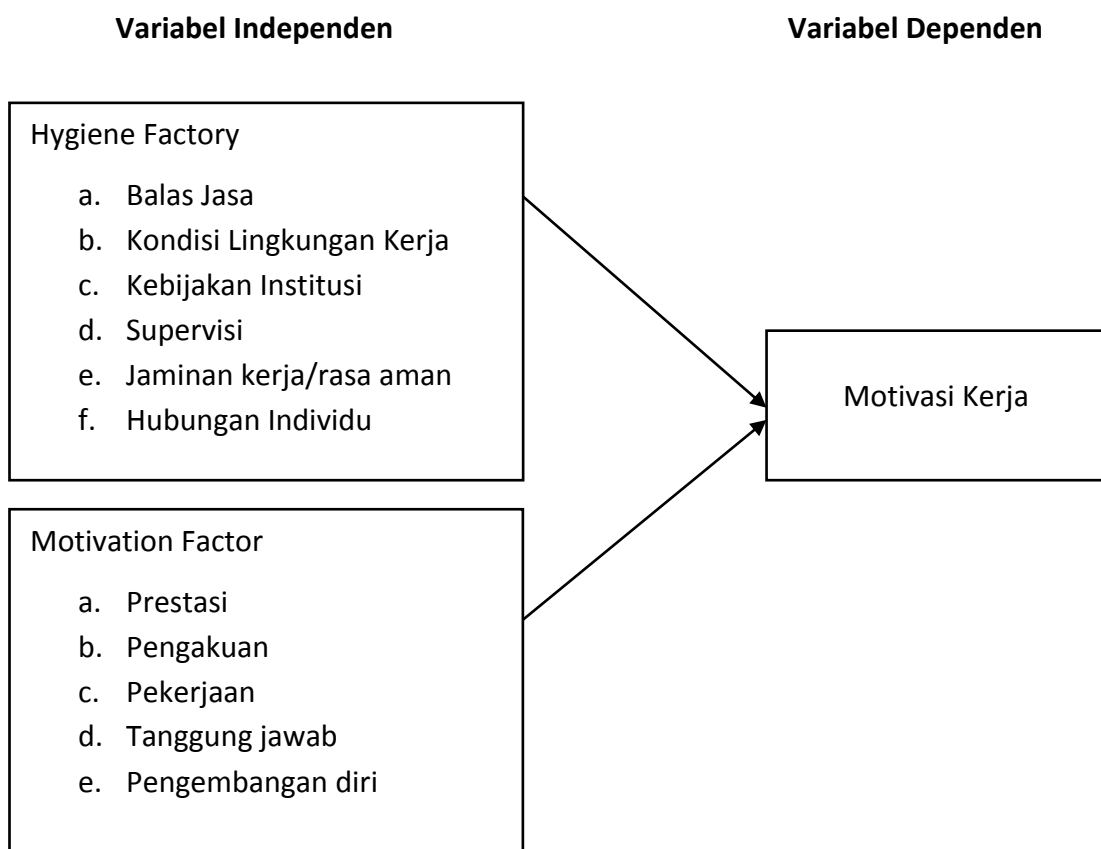 Variabel Independen
Variabel Dependen
Hygiene Factory
a. Balas Jasa
b. Kondisi Lingkungan Kerja
c. Kebijakan Institusi
d. Supervisi
e. Jaminan kerja/rasa aman
f. Hubungan Individu
Motivasi Kerja
Motivation Factor
a. Prestasi
b. Pengakuan
c. Pekerjaan
d. Tanggung jawab
e. Pengembangan diri